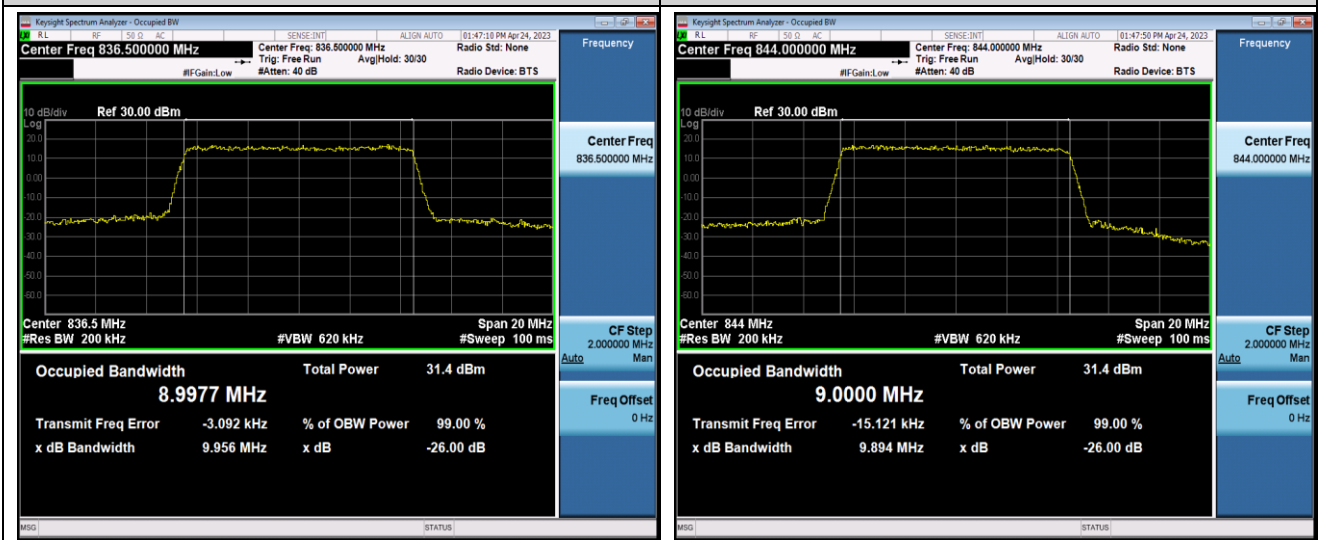 Keysight Spectrum Analyzer - Occupied BW
RL RF 50 Ω AC SENSE:INT ALIGN AUTO 01:47:10 PM Apr 24, 2023
Center Freq 836.500000 MHz
Center Freq: 836.500000 MHz Radio Std: None
Trig: Free Run Avg|Hold: 30/30
#IFGain:Low #Atten: 40 dB Radio Device: BTS
10 dB/div Ref 30.00 dBm
Log
20.0
10.0
0.00
-10.0
-20.0
-30.0
-40.0
-50.0
-60.0
Center 836.5 MHz Span 20 MHz
#Res BW 200 kHz #VBW 620 kHz #Sweep 100 ms
Occupied Bandwidth Total Power 31.4 dBm
8.9977 MHz
Transmit Freq Error -3.092 kHz % of OBW Power 99.00 %
x dB Bandwidth 9.956 MHz x dB -26.00 dB
MSG STATUS
Frequency
Center Freq
836.500000 MHz
CF Step
2.000000 MHz
Auto Man
Freq Offset
0 Hz
Keysight Spectrum Analyzer - Occupied BW
RL RF 50 Ω AC SENSE:INT ALIGN AUTO 01:47:50 PM Apr 24, 2023
Center Freq 844.000000 MHz
Center Freq: 844.000000 MHz Radio Std: None
Trig: Free Run Avg|Hold: 30/30
#IFGain:Low #Atten: 40 dB Radio Device: BTS
10 dB/div Ref 30.00 dBm
Log
20.0
10.0
0.00
-10.0
-20.0
-30.0
-40.0
-50.0
-60.0
Center 844 MHz Span 20 MHz
#Res BW 200 kHz #VBW 620 kHz #Sweep 100 ms
Occupied Bandwidth Total Power 31.4 dBm
9.0000 MHz
Transmit Freq Error -15.121 kHz % of OBW Power 99.00 %
x dB Bandwidth 9.894 MHz x dB -26.00 dB
MSG STATUS
Frequency
Center Freq
844.000000 MHz
CF Step
2.000000 MHz
Auto Man
Freq Offset
0 Hz